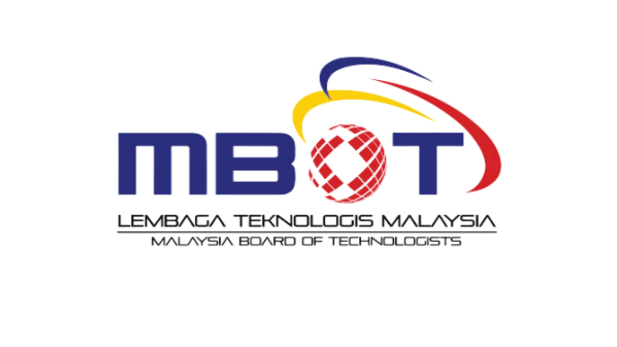 MBOT
LEMBAGA TEKNOLOGIS MALAYSIA
MALAYSIA BOARD OF TECHNOLOGISTS